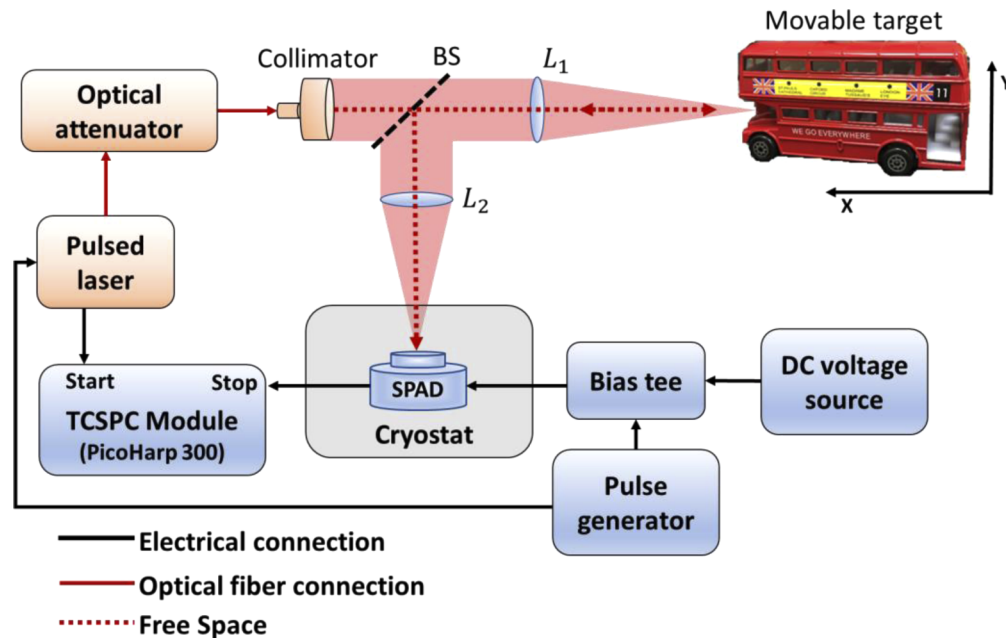 Movable target
Collimator
BS
L1
Optical
attenuator
Y
11
WE GO EVERYWHERE
X
L2
Pulsed
laser
Start
Stop
TCSPC Module
(PicoHarp 300)
SPAD
Cryostat
Bias tee
DC voltage
source
Pulse
generator
Electrical connection
Optical fiber connection
Free Space